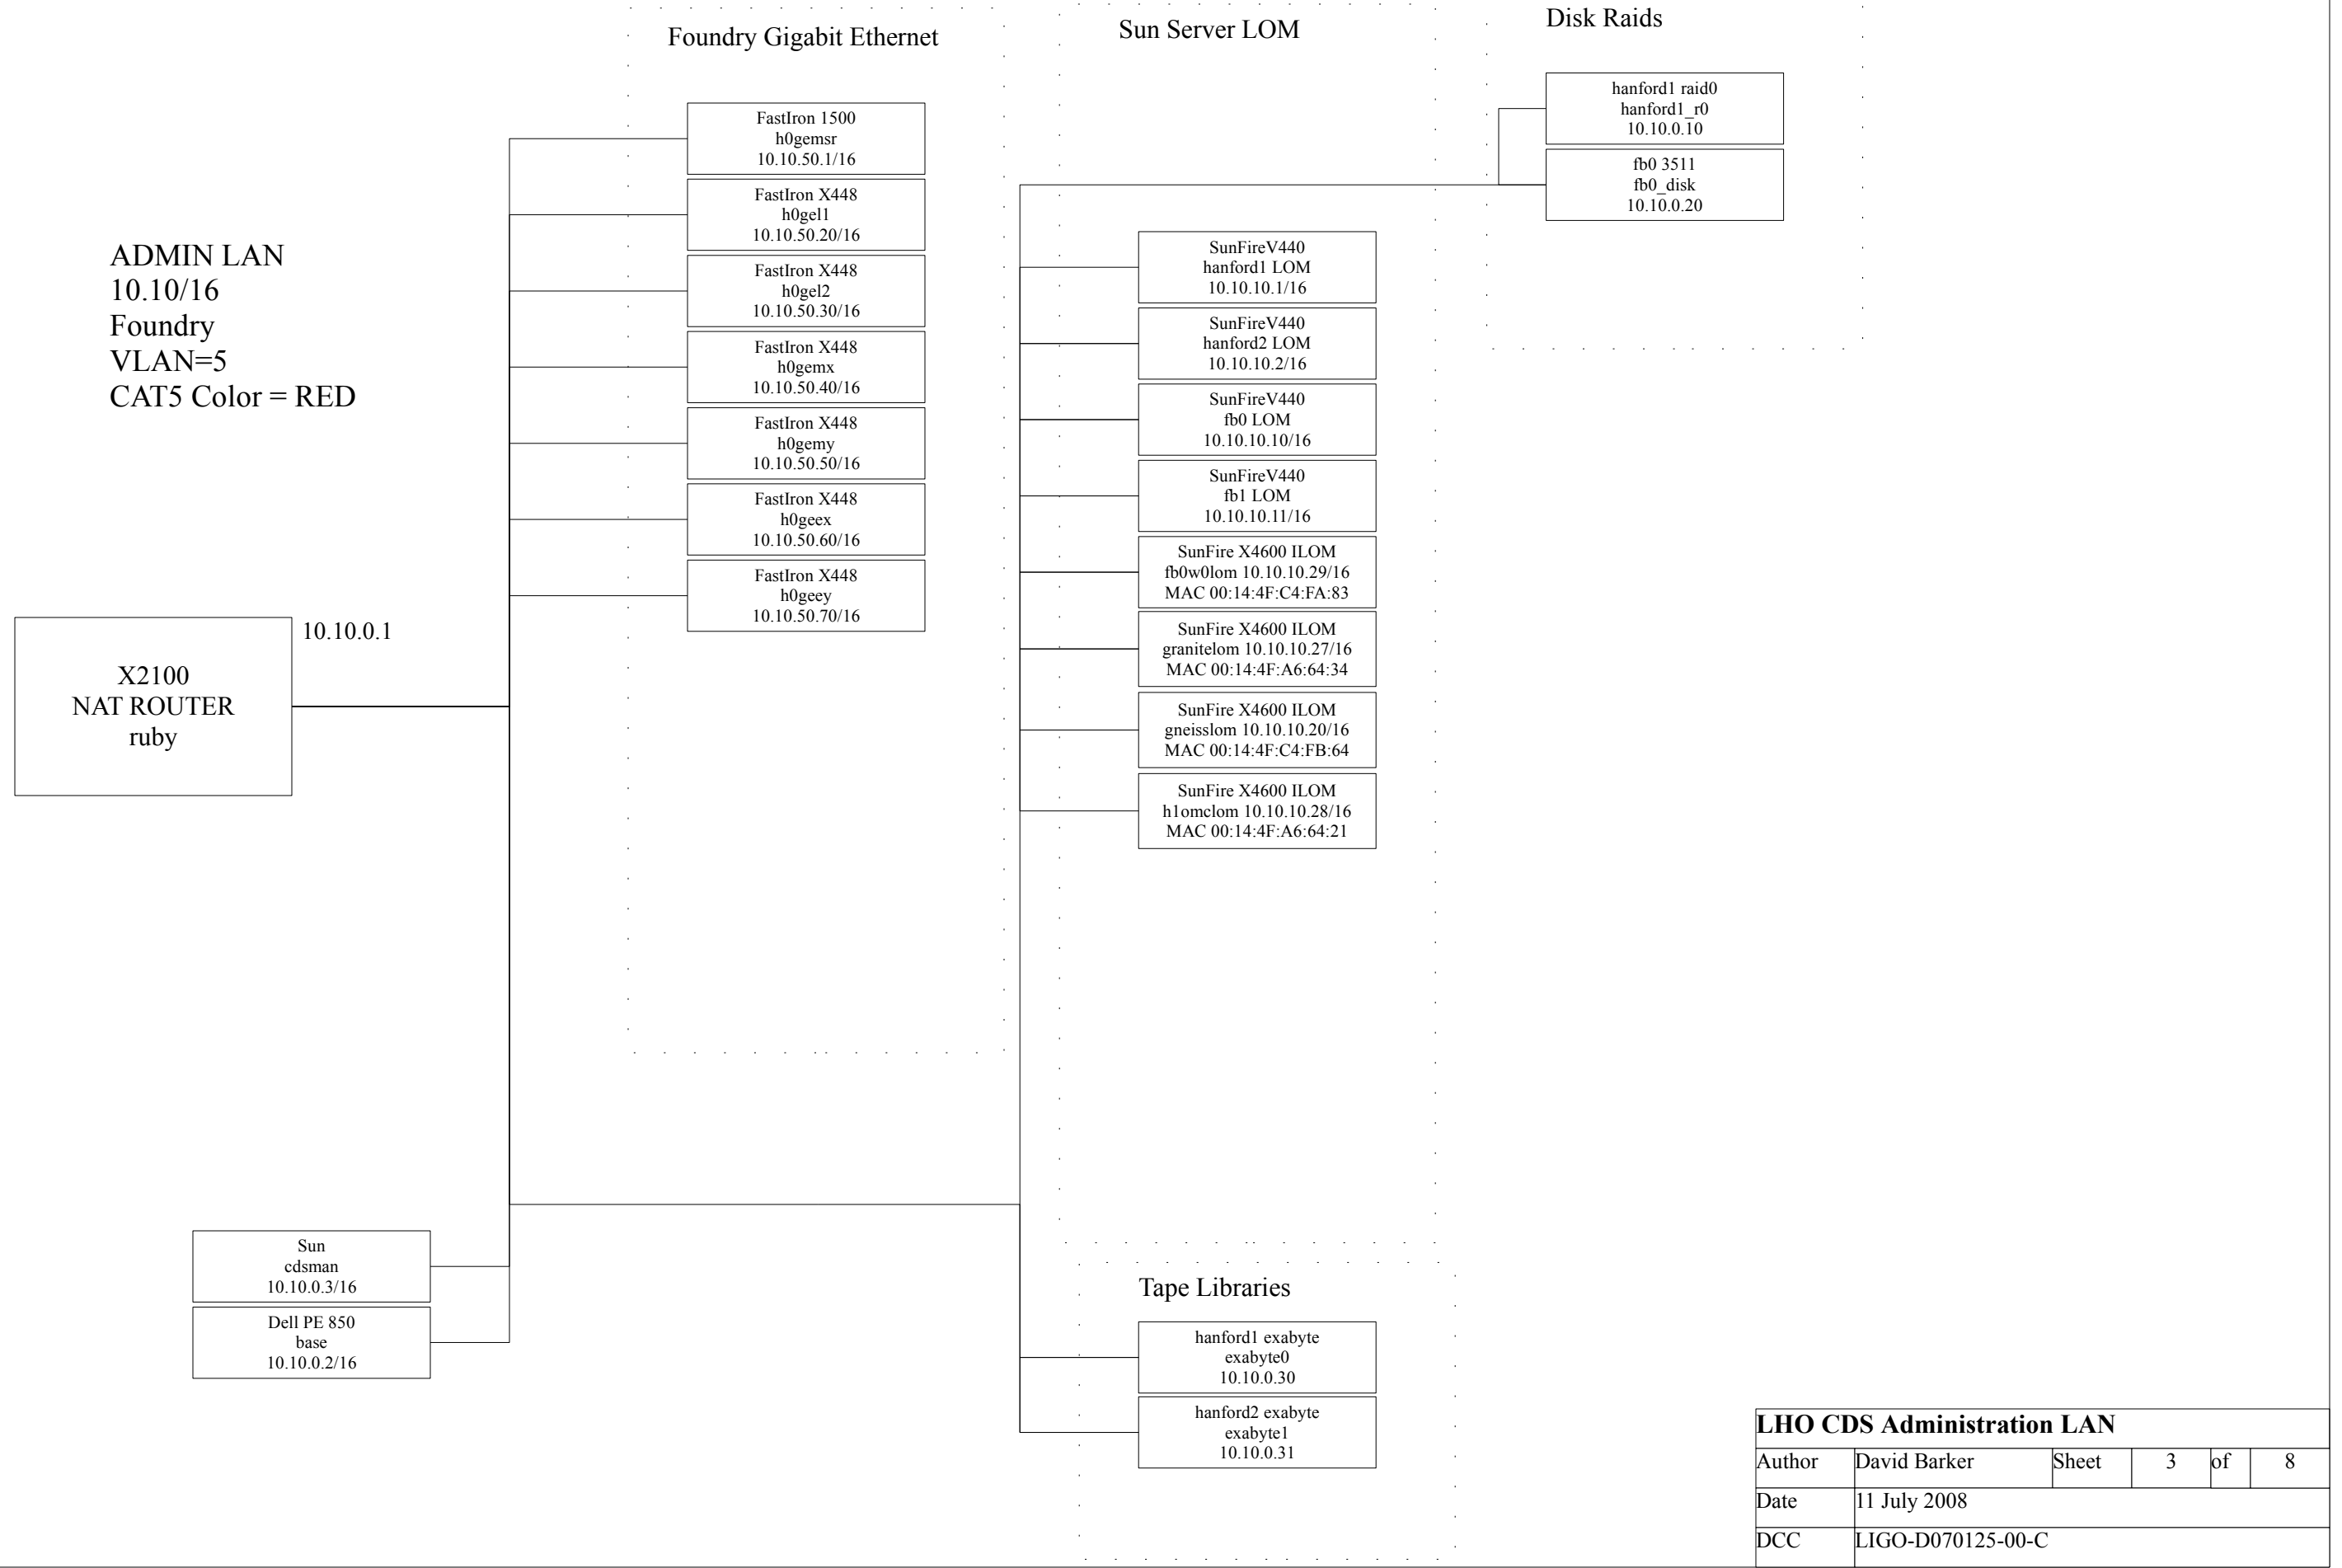 ADMIN LAN
10.10/16
Foundry
VLAN=5
CAT5 Color = RED
10.10.0.1
X2100
NAT ROUTER
ruby
Sun
cdsman
10.10.0.3/16
Dell PE 850
base
10.10.0.2/16
Foundry Gigabit Ethernet
FastIron 1500
h0gemsr
10.10.50.1/16
FastIron X448
h0gel1
10.10.50.20/16
FastIron X448
h0gel2
10.10.50.30/16
FastIron X448
h0gemx
10.10.50.40/16
FastIron X448
h0gemy
10.10.50.50/16
FastIron X448
h0geex
10.10.50.60/16
FastIron X448
h0geey
10.10.50.70/16
Sun Server LOM
SunFireV440
hanford1 LOM
10.10.10.1/16
SunFireV440
hanford2 LOM
10.10.10.2/16
SunFireV440
fb0 LOM
10.10.10.10/16
SunFireV440
fb1 LOM
10.10.10.11/16
SunFire X4600 ILOM
fb0w0lom 10.10.10.29/16
MAC 00:14:4F:C4:FA:83
SunFire X4600 ILOM
granitelom 10.10.10.27/16
MAC 00:14:4F:A6:64:34
SunFire X4600 ILOM
gneisslom 10.10.10.20/16
MAC 00:14:4F:C4:FB:64
SunFire X4600 ILOM
h1omclom 10.10.10.28/16
MAC 00:14:4F:A6:64:21
Tape Libraries
hanford1 exabyte
exabyte0
10.10.0.30
hanford2 exabyte
exabyte1
10.10.0.31
Disk Raids
hanford1 raid0
hanford1_r0
10.10.0.10
fb0 3511
fb0_disk
10.10.0.20
LHO CDS Administration LAN
Author David Barker Sheet 3 of 8
Date 11 July 2008
DCC LIGO-D070125-00-C